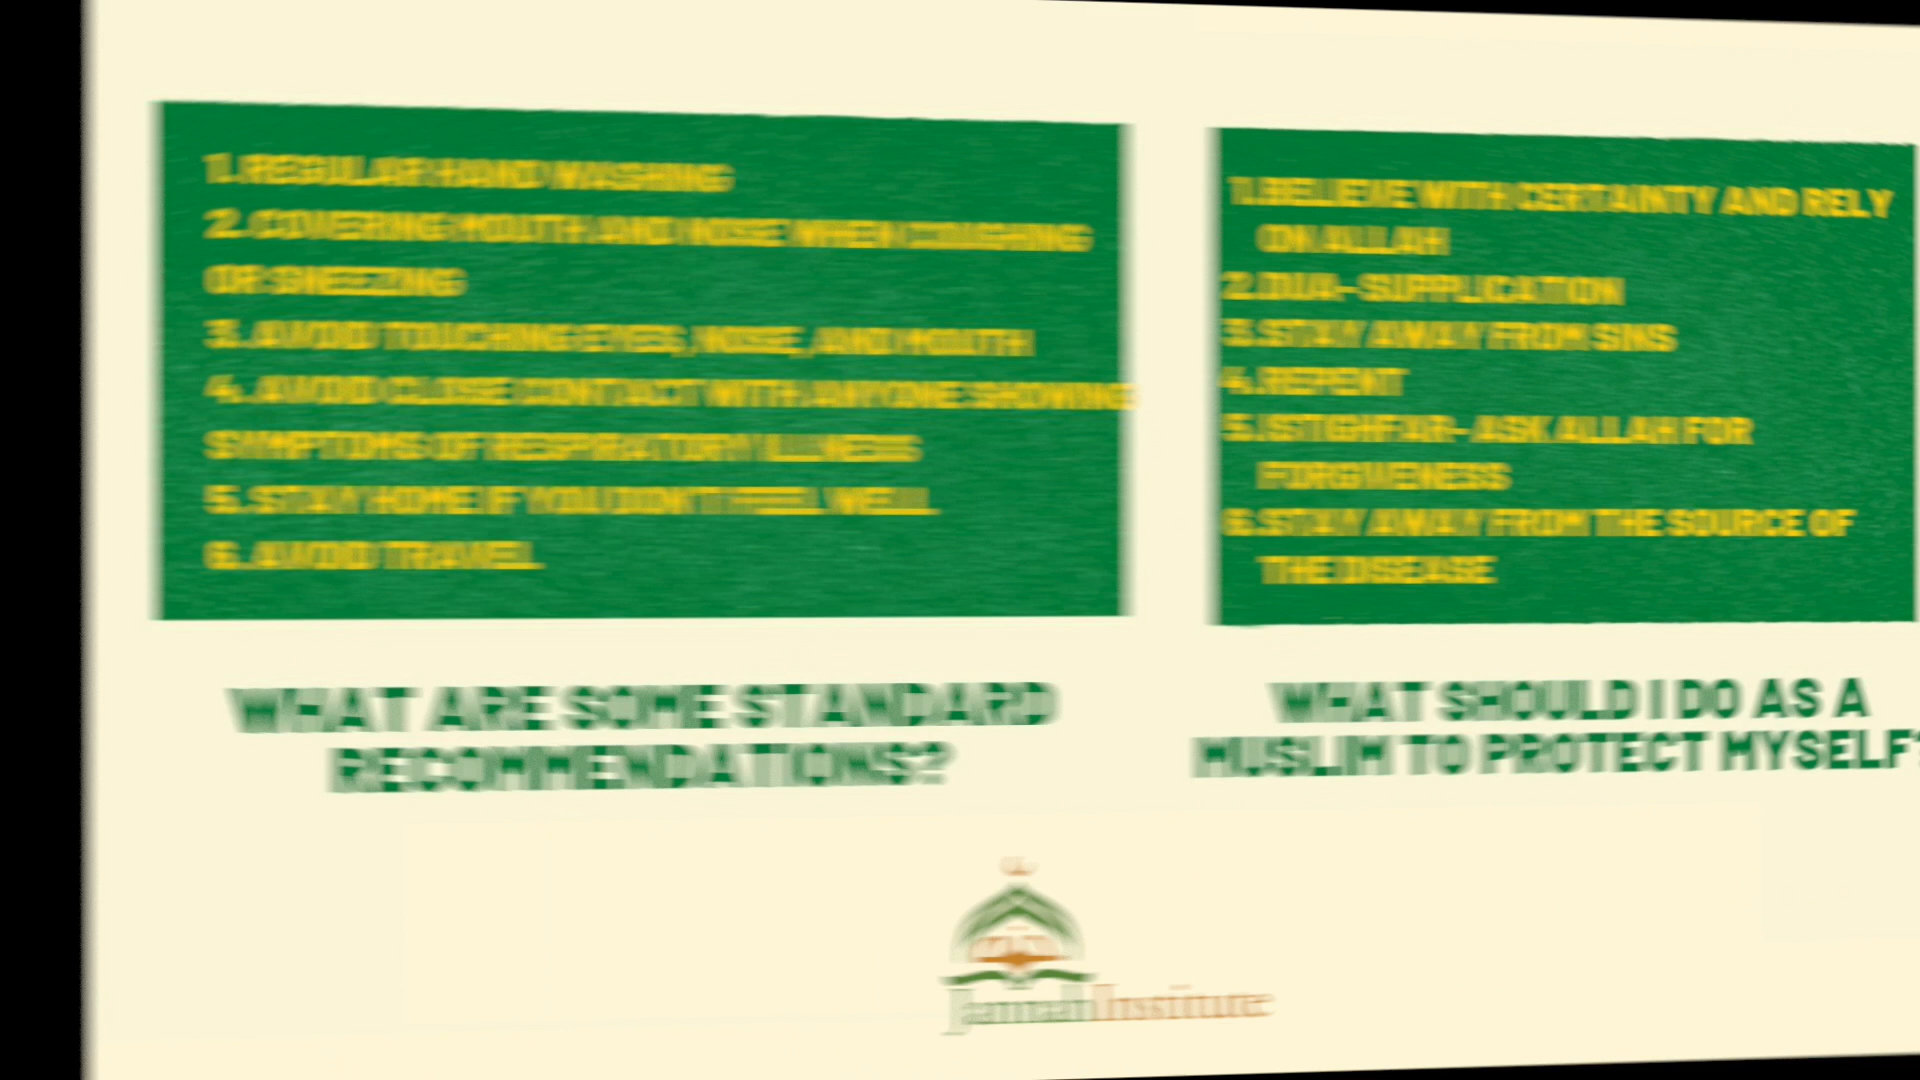 1. REGULAR HAND WASHING
2. COVERING MOUTH AND NOSE WHEN COUGHING
OR SNEEZING
3. AVOID TOUCHING EYES, NOSE, AND MOUTH
4. AVOID CLOSE CONTACT WITH ANYONE SHOWING
SYMPTOMS OF RESPIRATORY ILLNESS
5. STAY HOME IF YOU DON'T FEEL WELL.
6. AVOID TRAVEL.
WHAT ARE SOME STANDARD
RECOMMENDATIONS?
1.BELIEVE WITH CERTAINTY AND RELY
ON ALLAH
2.DUA- SUPPLICATION
3.STAY AWAY FROM SINS
4.REPENT
5.ISTIGHFAR- ASK ALLAH FOR
FORGIVENESS
6.STAY AWAY FROM THE SOURCE OF
THE DISEASE
WHAT SHOULD I DO AS A
MUSLIM TO PROTECT MYSELF?
Jannah Institute